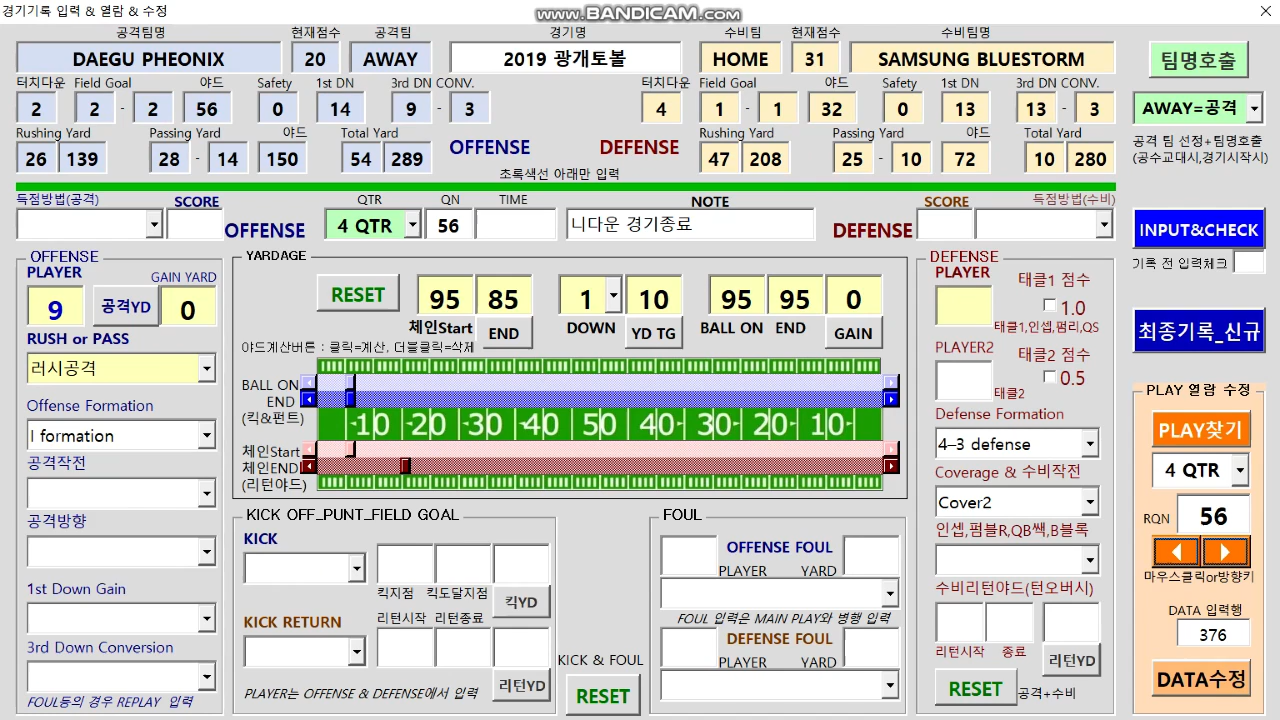 경기기록 입력 & 열람 & 수정
www.BANDICAM.com
공격팀명 현재점수 공격팀 경기명 수비팀 현재점수 수비팀명
DAEGU PHEONIX 20 AWAY 2019 광개토볼 HOME 31 SAMSUNG BLUESTORM 팀명호출
터치다운 Field Goal 야드 Safety 1st DN 3rd DN CONV. 터치다운 Field Goal 야드 Safety 1st DN 3rd DN CONV.
2 2 - 2 56 0 14 9 - 3 4 1 - 1 32 0 13 13 - 3 AWAY=공격
Rushing Yard Passing Yard 야드 Total Yard Rushing Yard Passing Yard 야드 Total Yard
26 139 28 - 14 150 54 289 OFFENSE DEFENSE 47 208 25 - 10 72 10 280
공격 팀 선정+팀명호출
(공수교대시,경기시작시)
초록색선 아래만 입력
득점방법(공격) SCORE QTR QN TIME NOTE SCORE 득점방법(수비)
OFFENSE 4 QTR 56 니다운 경기종료 DEFENSE INPUT&CHECK
기록 전 입력체크
OFFENSE
PLAYER GAIN YARD
9 공격YD 0
RUSH or PASS
러시공격
Offense Formation
I formation
공격작전
공격방향
1st Down Gain
3rd Down Conversion
FOUL등의 경우 REPLAY 입력
YARDAGE
RESET 95 85 1 10 95 95 0
체인Start END DOWN YD TG BALL ON END GAIN
야드계산버튼 : 클릭=계산, 더블클릭=삭제
BALL ON
END
(킥&펀트)
-10 -20 -30 -40 50 40- 30- 20- 10-
체인Start
체인END
(리턴야드)
KICK OFF_PUNT_FIELD GOAL
KICK
킥지점 킥도달지점 킥YD
KICK RETURN 리턴시작 리턴종료
리턴YD
PLAYER는 OFFENSE & DEFENSE에서 입력
KICK & FOUL
RESET
FOUL
OFFENSE FOUL
PLAYER YARD
FOUL 입력은 MAIN PLAY와 병행 입력
DEFENSE FOUL
PLAYER YARD
DEFENSE
PLAYER 태클1 점수
1.0
태클1,인셉,펌리,QS
PLAYER2 태클2 점수
0.5
태클2
Defense Formation
4-3 defense
Coverage & 수비작전
Cover2
인셉,펌블R,QB쌕,B블록
수비리턴야드(턴오버시)
리턴시작 종료 리턴YD
RESET 공격+수비
최종기록_신규
PLAY 열람 수정
PLAY찾기
4 QTR
RQN 56
마우스클릭or방향키
DATA 입력행
376
DATA수정